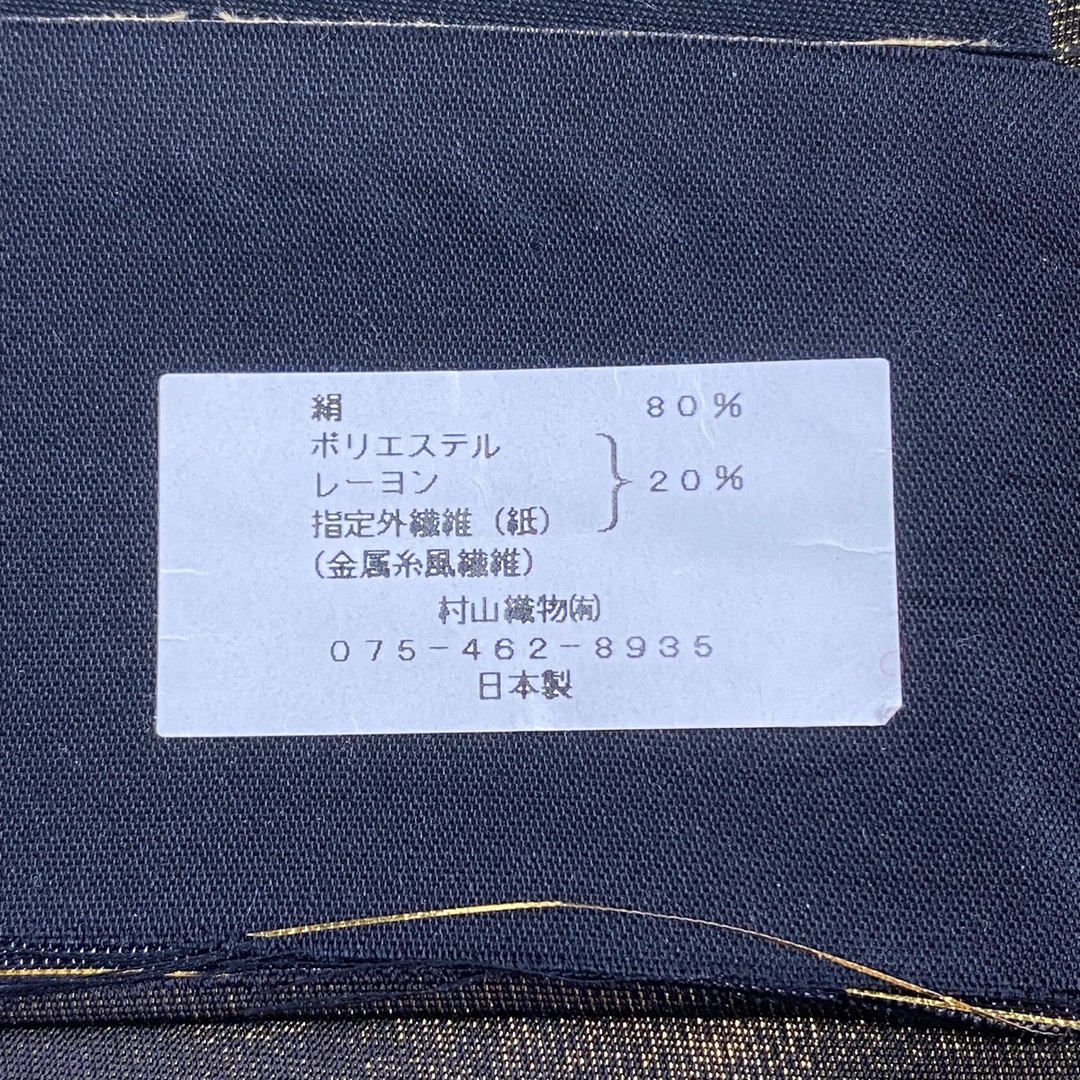 絹 80%
ポリエステル
レーヨン 20%
指定外繊維(紙)
(金属糸風繊維)
村山織物㈲
075-462-8935
日本製